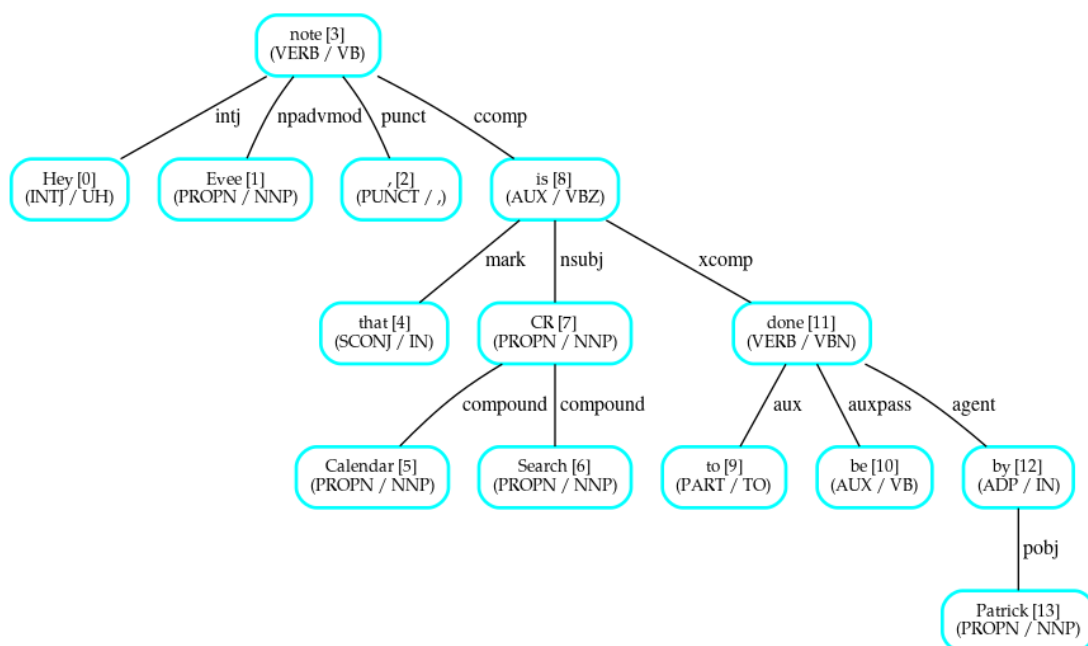 note [3]
(VERB / VB)
intj
npadvmod
punct
ccomp
Hey [0]
(INTJ / UH)
Evee [1]
(PROPN / NNP)
, [2]
(PUNCT / ,)
is [8]
(AUX / VBZ)
mark
nsubj
xcomp
that [4]
(SCONJ / IN)
CR [7]
(PROPN / NNP)
done [11]
(VERB / VBN)
compound
compound
aux
auxpass
agent
Calendar [5]
(PROPN / NNP)
Search [6]
(PROPN / NNP)
to [9]
(PART / TO)
be [10]
(AUX / VB)
by [12]
(ADP / IN)
pobj
Patrick [13]
(PROPN / NNP)